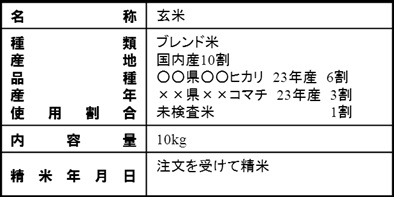 名称 玄米
種類 ブレンド米
産地 国内産10割
品種 〇〇県〇〇ヒカリ 23年産 6割
産年 ××県××コマチ 23年産 3割
使用割合 未検査米 1割
内容量 10kg
精米年月日 注文を受けて精米